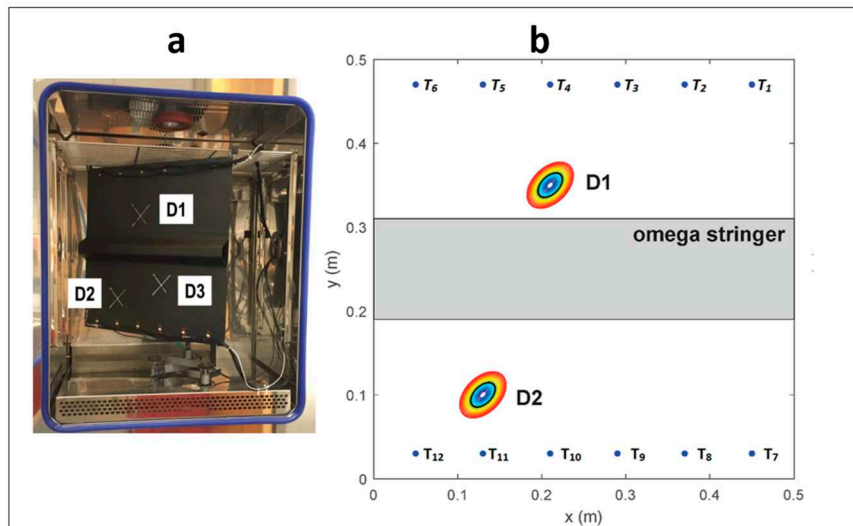 a
b
D1
D2
D3
0.5
T6 T5 T4 T3 T2 T1
0.4
D1
0.3
omega stringer
y (m)
0.2
0.1
D2
T12 T11 T10 T9 T8 T7
0
0 0.1 0.2 0.3 0.4 0.5
x (m)